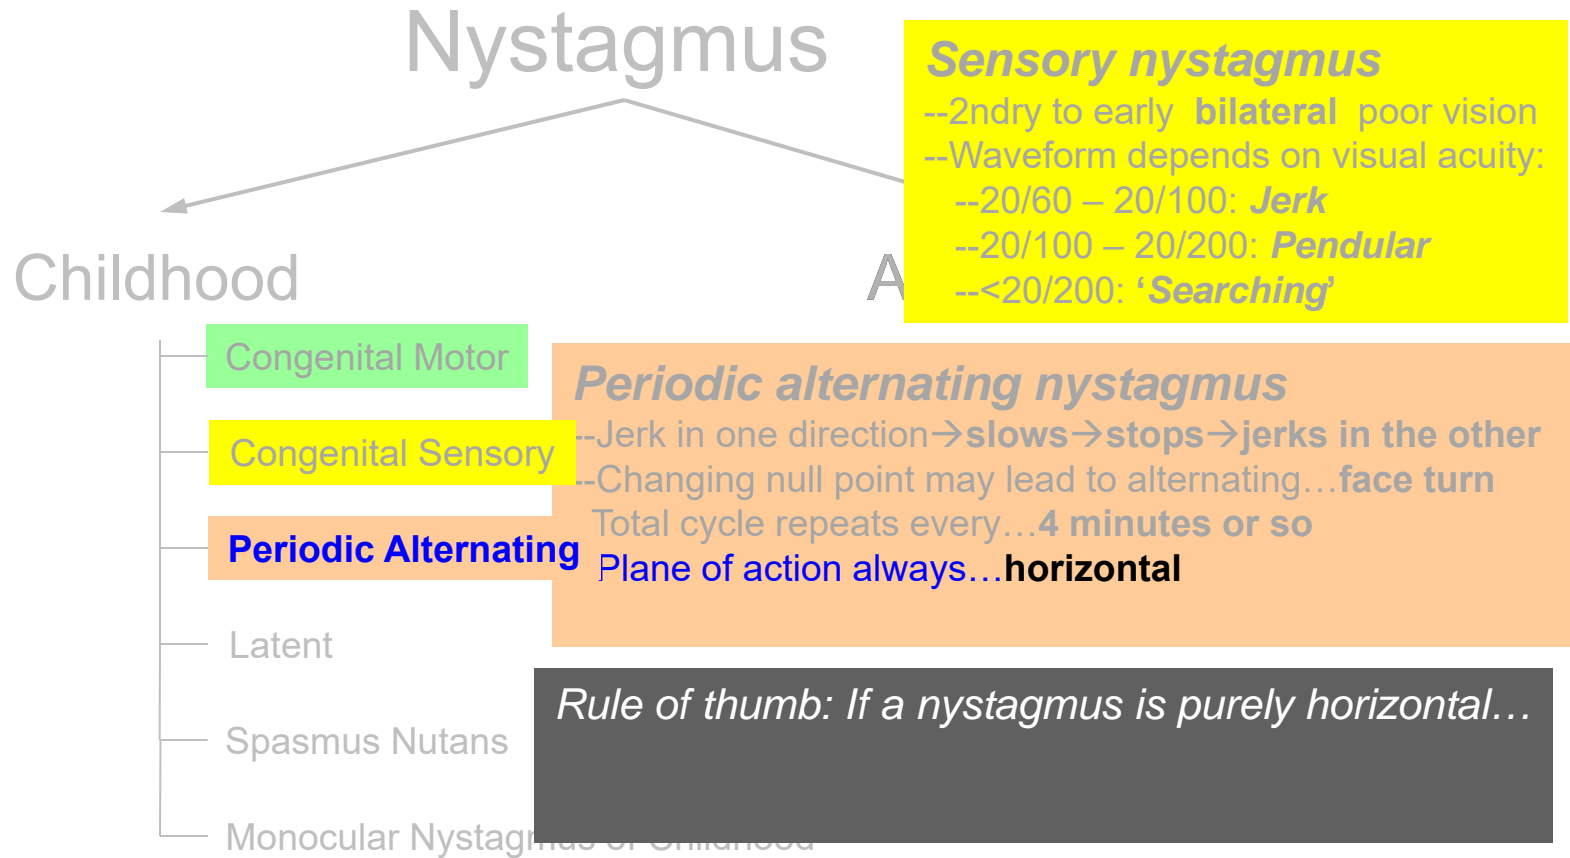 Nystagmus
Sensory nystagmus
--2ndry to early bilateral poor vision
--Waveform depends on visual acuity:
--20/60 – 20/100: Jerk
--20/100 – 20/200: Pendular
--<20/200: ‘Searching’
Childhood
A
Congenital Motor
Congenital Sensory
Periodic Alternating
Latent
Spasmus Nutans
Monocular Nystagmus of Childhood
Periodic alternating nystagmus
--Jerk in one direction→slows→stops→jerks in the other
--Changing null point may lead to alternating…face turn
Total cycle repeats every…4 minutes or so
Plane of action always…horizontal
Rule of thumb: If a nystagmus is purely horizontal…